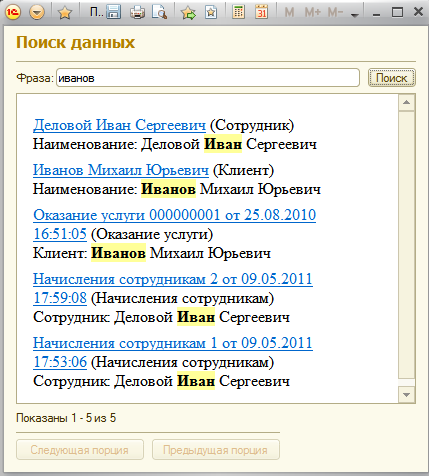 1С П.. 31 M M+ M-
Поиск данных
Фраза: иванов Поиск
Деловой Иван Сергеевич (Сотрудник)
Наименование: Деловой Иван Сергеевич
Иванов Михаил Юрьевич (Клиент)
Наименование: Иванов Михаил Юрьевич
Оказание услуги 000000001 от 25.08.2010
16:51:05 (Оказание услуги)
Клиент: Иванов Михаил Юрьевич
Начисления сотрудникам 2 от 09.05.2011
17:59:08 (Начисления сотрудникам)
Сотрудник: Деловой Иван Сергеевич
Начисления сотрудникам 1 от 09.05.2011
17:53:06 (Начисления сотрудникам)
Сотрудник: Деловой Иван Сергеевич
Показаны 1 - 5 из 5
Следующая порция Предыдущая порция